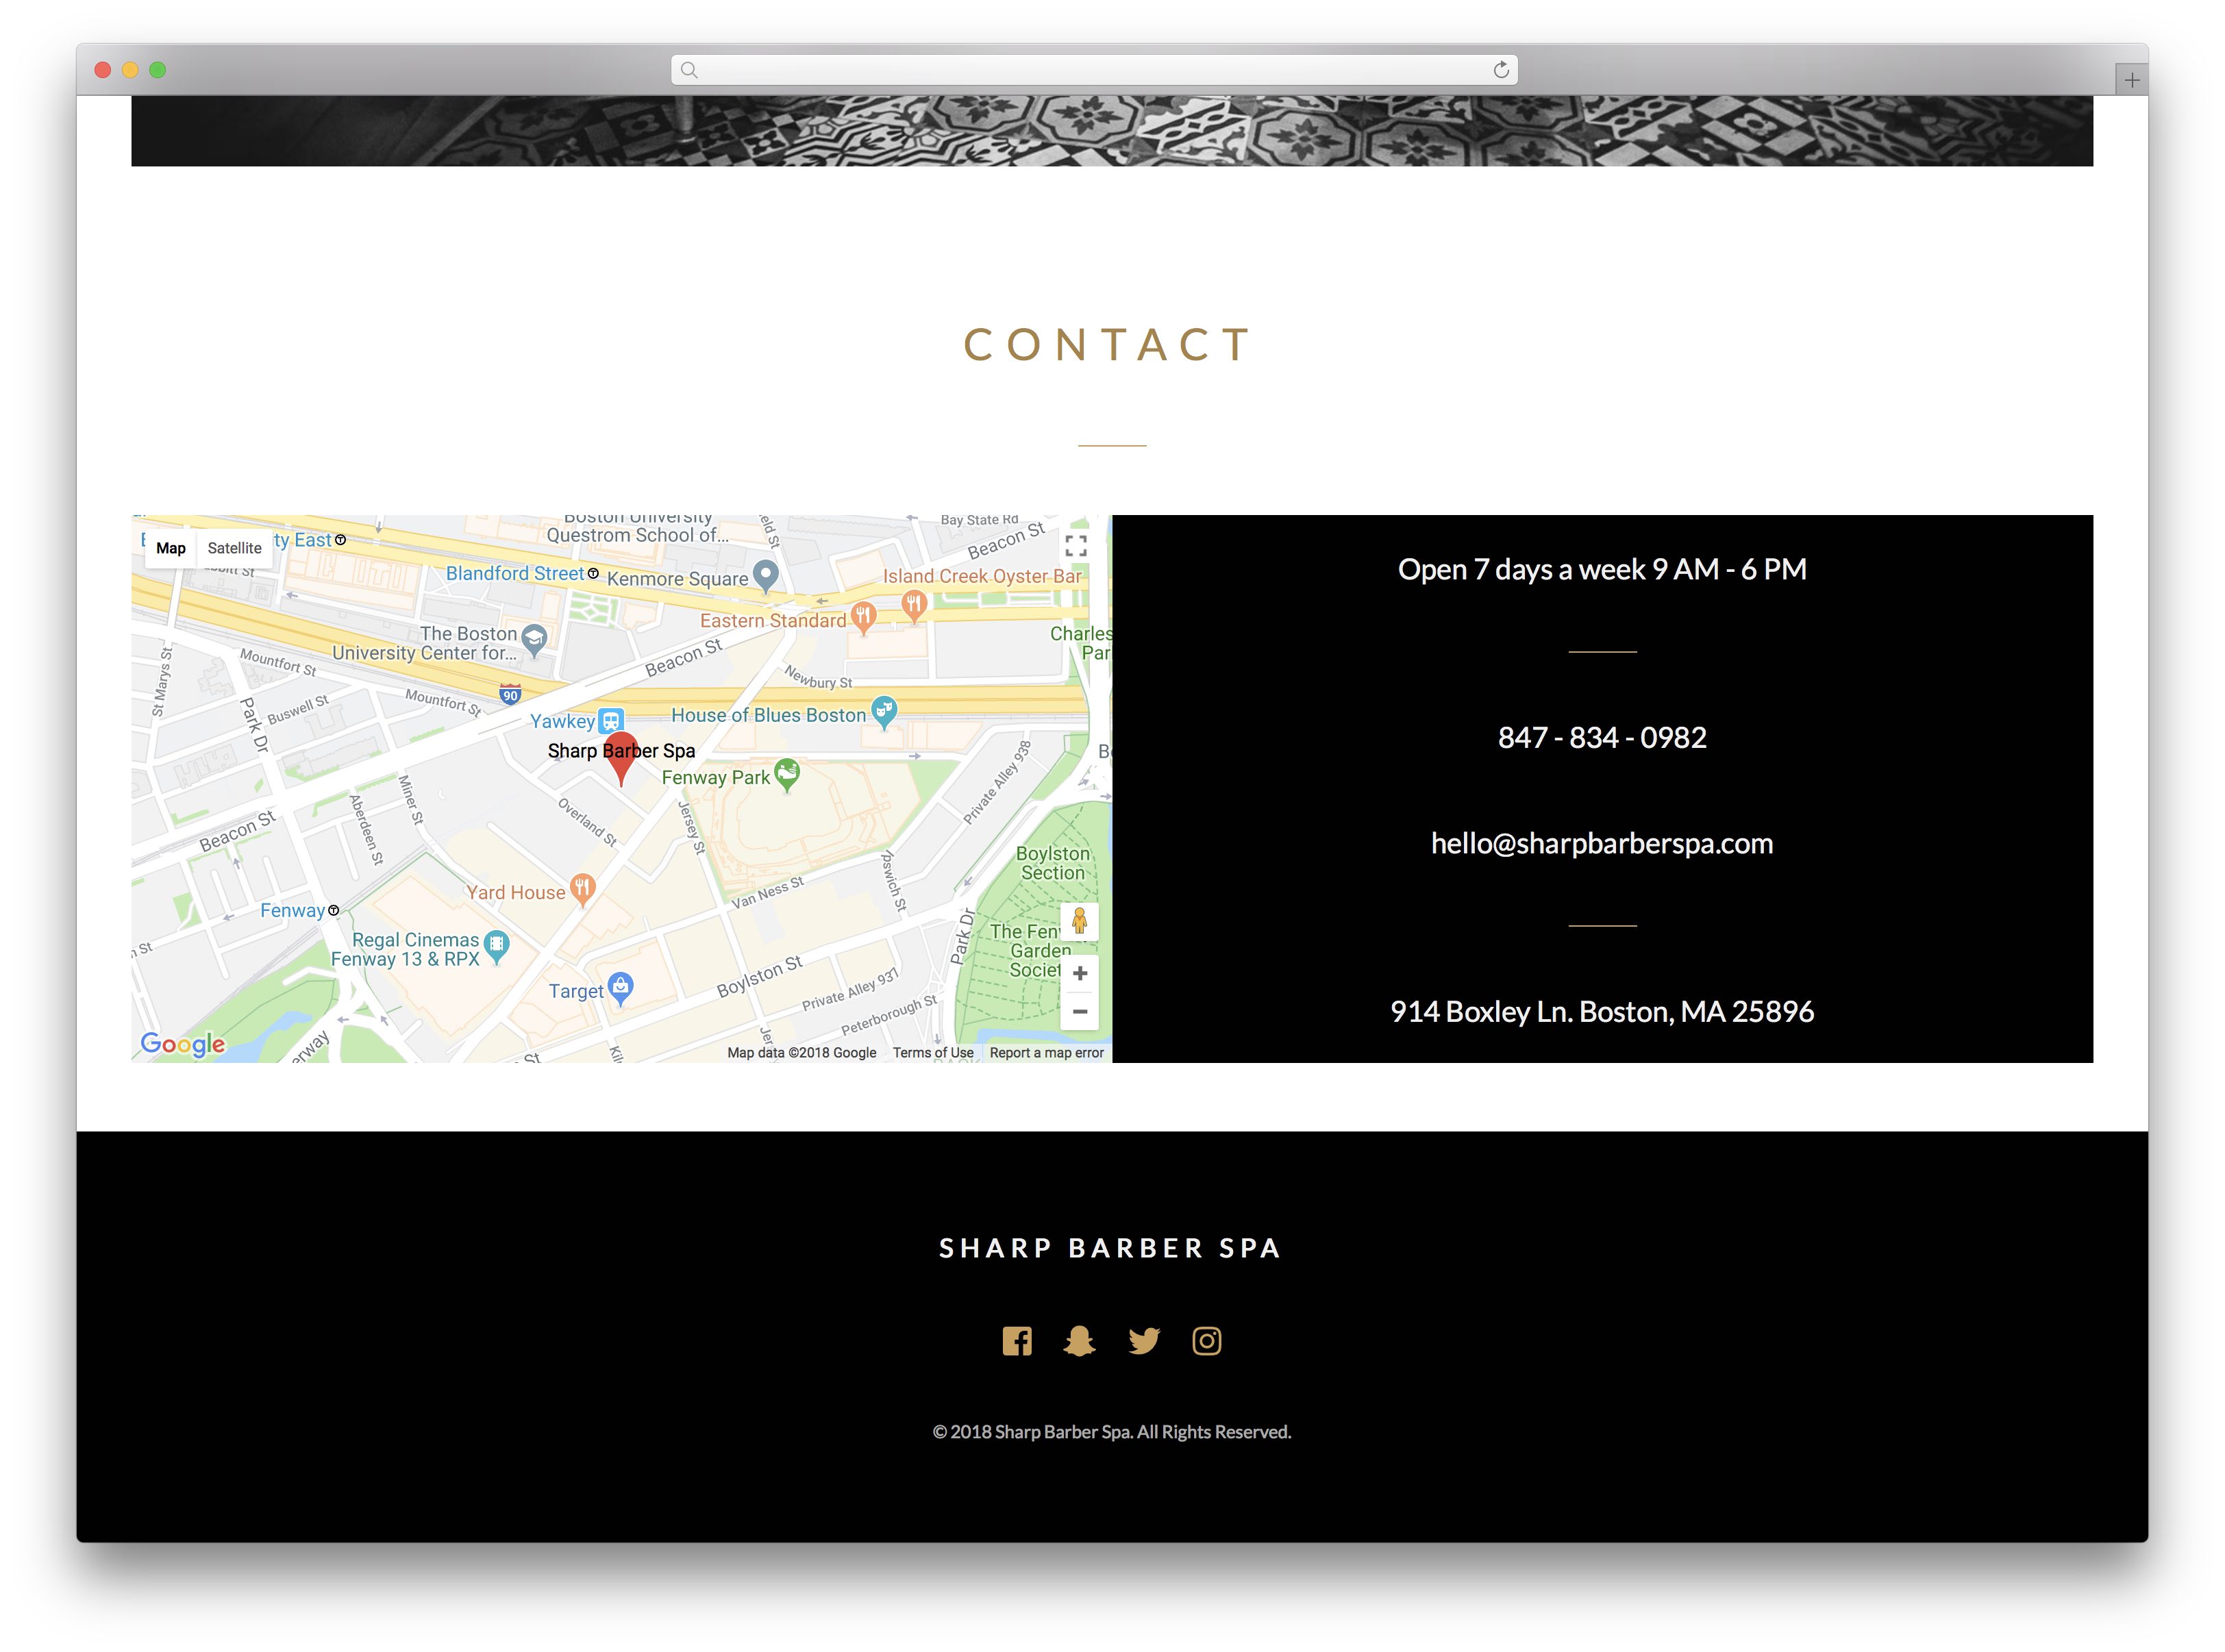 CONTACT
Map
Satellite
ty East
Boston University
Questrom School of...
Bay State Rd
Beacon St
Blandford Street
Kenmore Square
Island Creek Oyster Bar
Eastern Standard
The Boston
University Center for...
Beacon St
Charles
Newbury St
Mountfort St
St Marys St
90
Mountfort St
Buswell St
Park Dr
Yawkey
House of Blues Boston
Sharp Barber Spa
Fenway Park
Private Alley 938
Miner St
Aberdeen St
Overland St
Jersey St
Beacon St
Boylston
Section
Ipswich St
Yard House
Van Ness St
Fenway
Park Dr
Regal Cinemas
Fenway 13 & RPX
The Fen
Garden
Societ
Target
Boylston St
Private Alley 937
Peterborough St
Google
Map data ©2018 Google
Terms of Use
Report a map error
Open 7 days a week 9 AM - 6 PM
847 - 834 - 0982
hello@sharpbarberspa.com
914 Boxley Ln. Boston, MA 25896
SHARP BARBER SPA
© 2018 Sharp Barber Spa. All Rights Reserved.